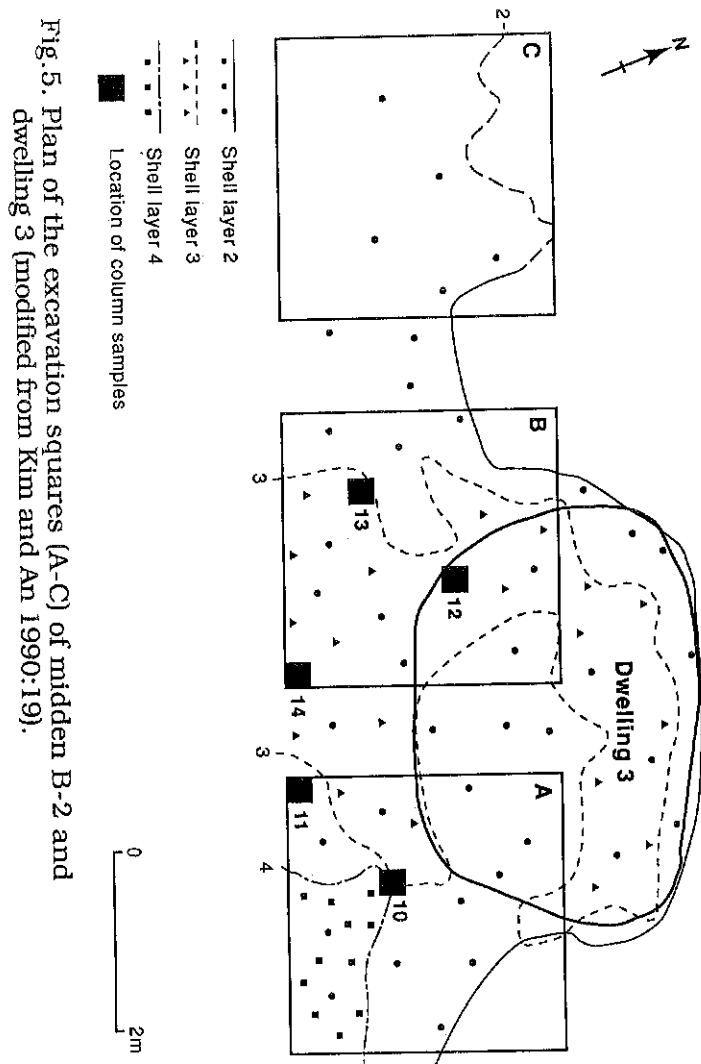 N
2-
C
B
3
13
12
14
Dwelling 3
A
3
11
4
10
Shell layer 2
Shell layer 3
Shell layer 4
Location of column samples
0 2m
Fig.5. Plan of the excavation squares (A-C) of midden B-2 and
dwelling 3 (modified from Kim and An 1990:19).